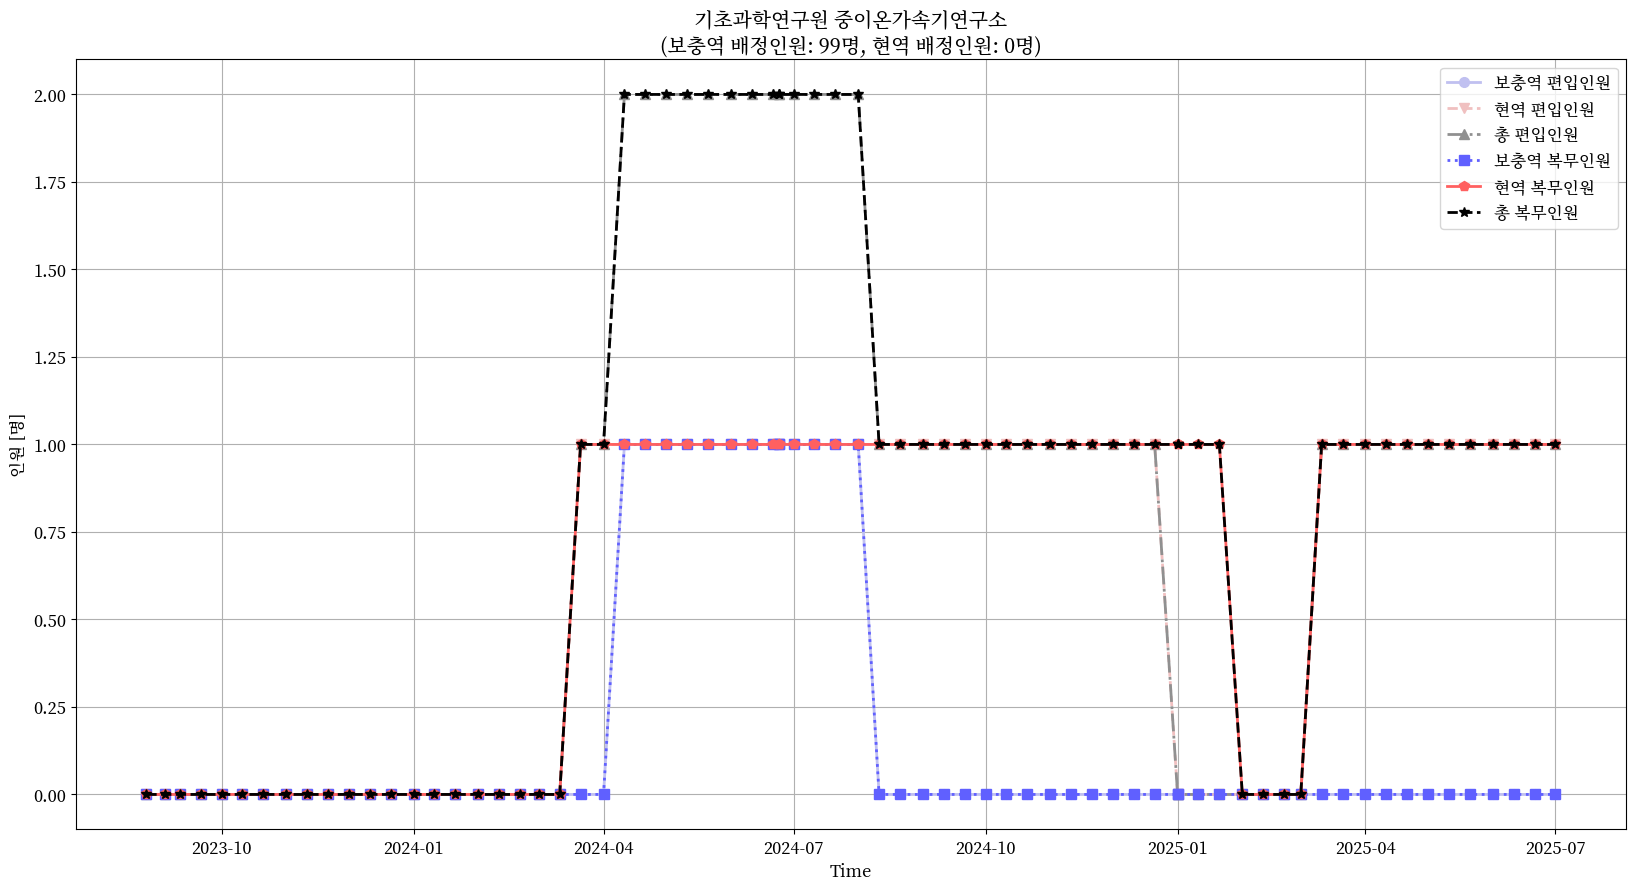 기초과학연구원 중이온가속기연구소
(보충역 배정인원: 99명, 현역 배정인원: 0명)
보충역 편입인원
현역 편입인원
총 편입인원
보충역 복무인원
현역 복무인원
총 복무인원
인원 [명]
2.00
1.75
1.50
1.25
1.00
0.75
0.50
0.25
0.00
2023-10
2024-01
2024-04
2024-07
2024-10
2025-01
2025-04
2025-07
Time